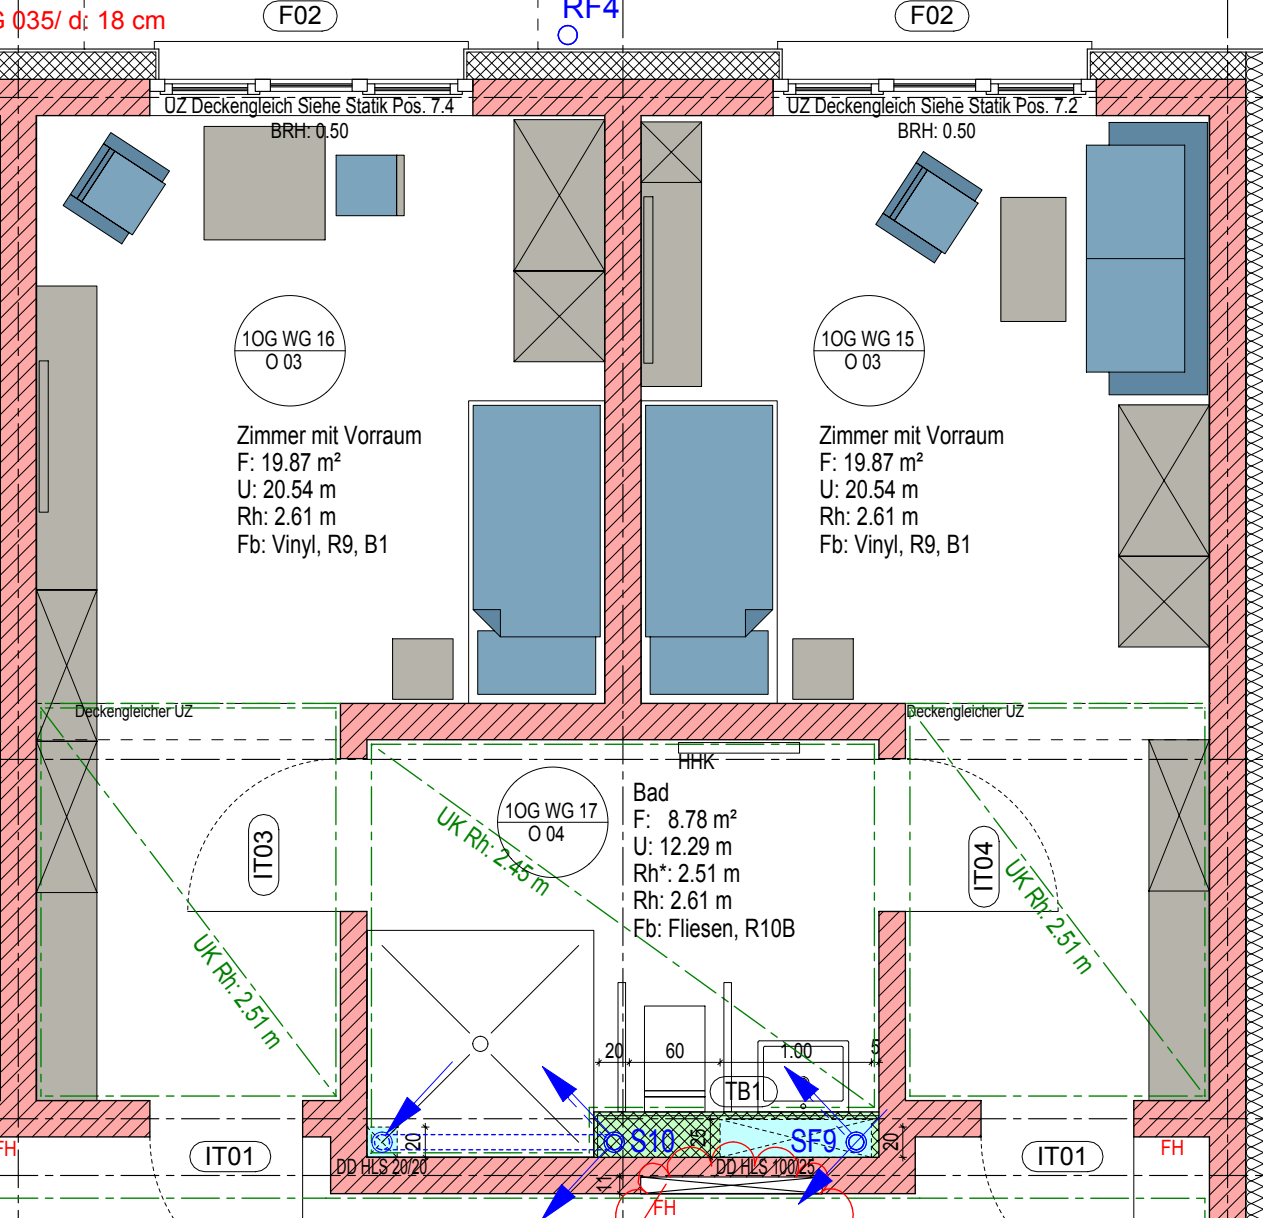 035/ d: 18 cm
F02
RF4
F02
UZ Deckengleich Siehe Statik Pos. 7.4
BRH: 0.50
UZ Deckengleich Siehe Statik Pos. 7.2
BRH: 0.50
1OG WG 16
O 03
Zimmer mit Vorraum
F: 19.87 m²
U: 20.54 m
Rh: 2.61 m
Fb: Vinyl, R9, B1
1OG WG 15
O 03
Zimmer mit Vorraum
F: 19.87 m²
U: 20.54 m
Rh: 2.61 m
Fb: Vinyl, R9, B1
Deckengleicher UZ
Deckengleicher UZ
HHK
1OG WG 17
O 04
Bad
F: 8.78 m²
U: 12.29 m
Rh*: 2.51 m
Rh: 2.61 m
Fb: Fliesen, R10B
UK Rh: 2.45 m
IT03
IT04
UK Rh: 2.51 m
UK Rh: 2.51 m
20
60
1.00
5
TB1
20
S10
25
SF9
20
FH
IT01
DD HLS 20/20
DD HLS 100/25
IT01
FH
11
FH